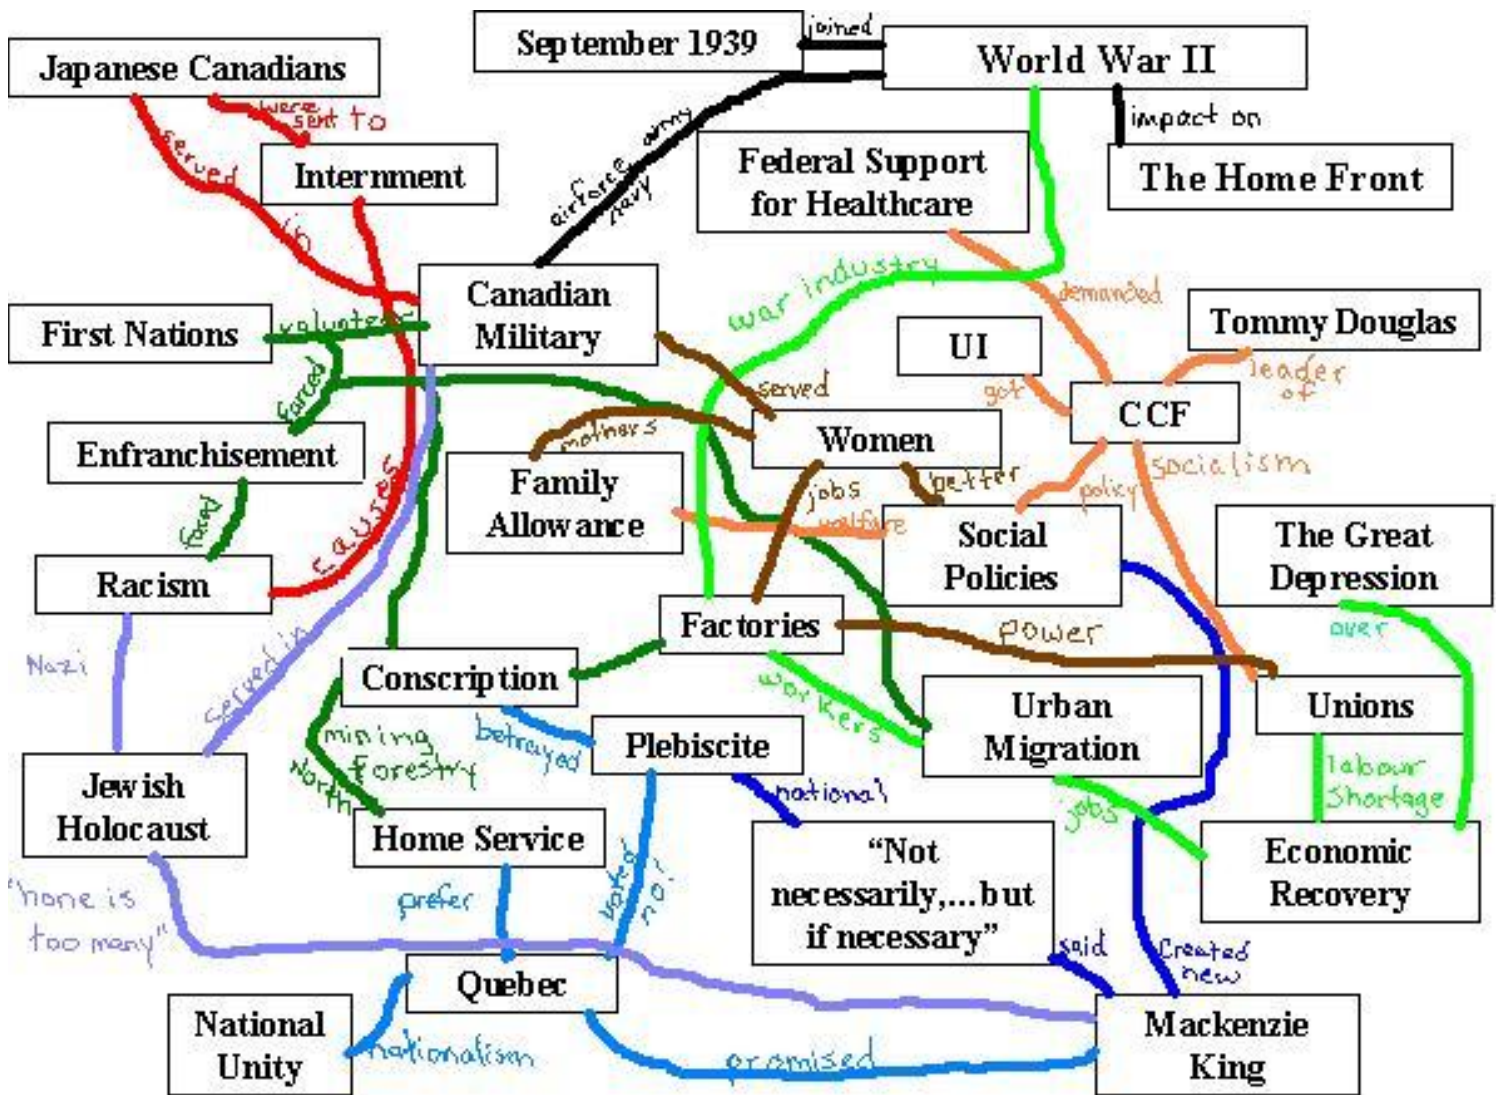 September 1939
joined
World War II
Japanese Canadians
were
sent to
served
in
Internment
airforce army
navy
impact on
Federal Support
for Healthcare
The Home Front
war industry
demanded
Canadian
Military
First Nations
volunteer
forced
UI
got
Tommy Douglas
leader
of
CCF
served
mothers
Women
Enfranchisement
Family
Allowance
jobs
better
policy
socialism
welfare
Social
Policies
The Great
Depression
over
faced
causes
Racism
Factories
power
Nazi
served in
Conscription
workers
Urban
Migration
Unions
betrayed
Plebiscite
mining
forestry
North
national
labour
Shortage
jobs
Jewish
Holocaust
Home Service
voted
no!
"Not
necessarily,...but
if necessary"
Economic
Recovery
"none is
too many"
prefer
said
Created
new
Quebec
National
Unity
nationalism
promised
Mackenzie
King